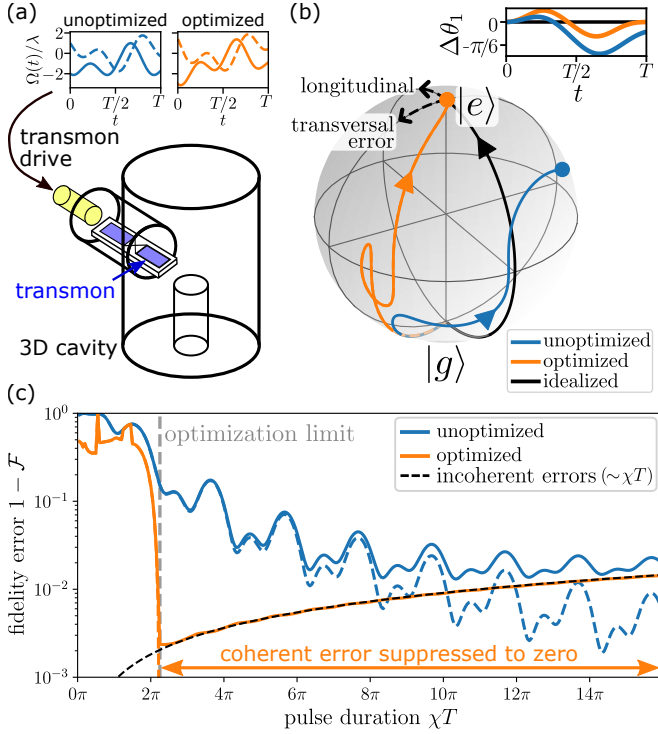 (a)
unoptimized optimized
Ω(t)/λ
2
0
−2
0 T/2 T
t
0 T/2 T
t
transmon
drive
transmon
3D cavity
(b)
Δθ₁
0
−π/6
0 T/2 T
t
longitudinal
transversal
error
|e⟩
|g⟩
unoptimized
optimized
idealized
(c)
fidelity error 1 − F
10⁰
10⁻¹
10⁻²
10⁻³
optimization limit
unoptimized
optimized
incoherent errors (∼χT)
coherent error suppressed to zero
0π 2π 4π 6π 8π 10π 12π 14π
pulse duration χT